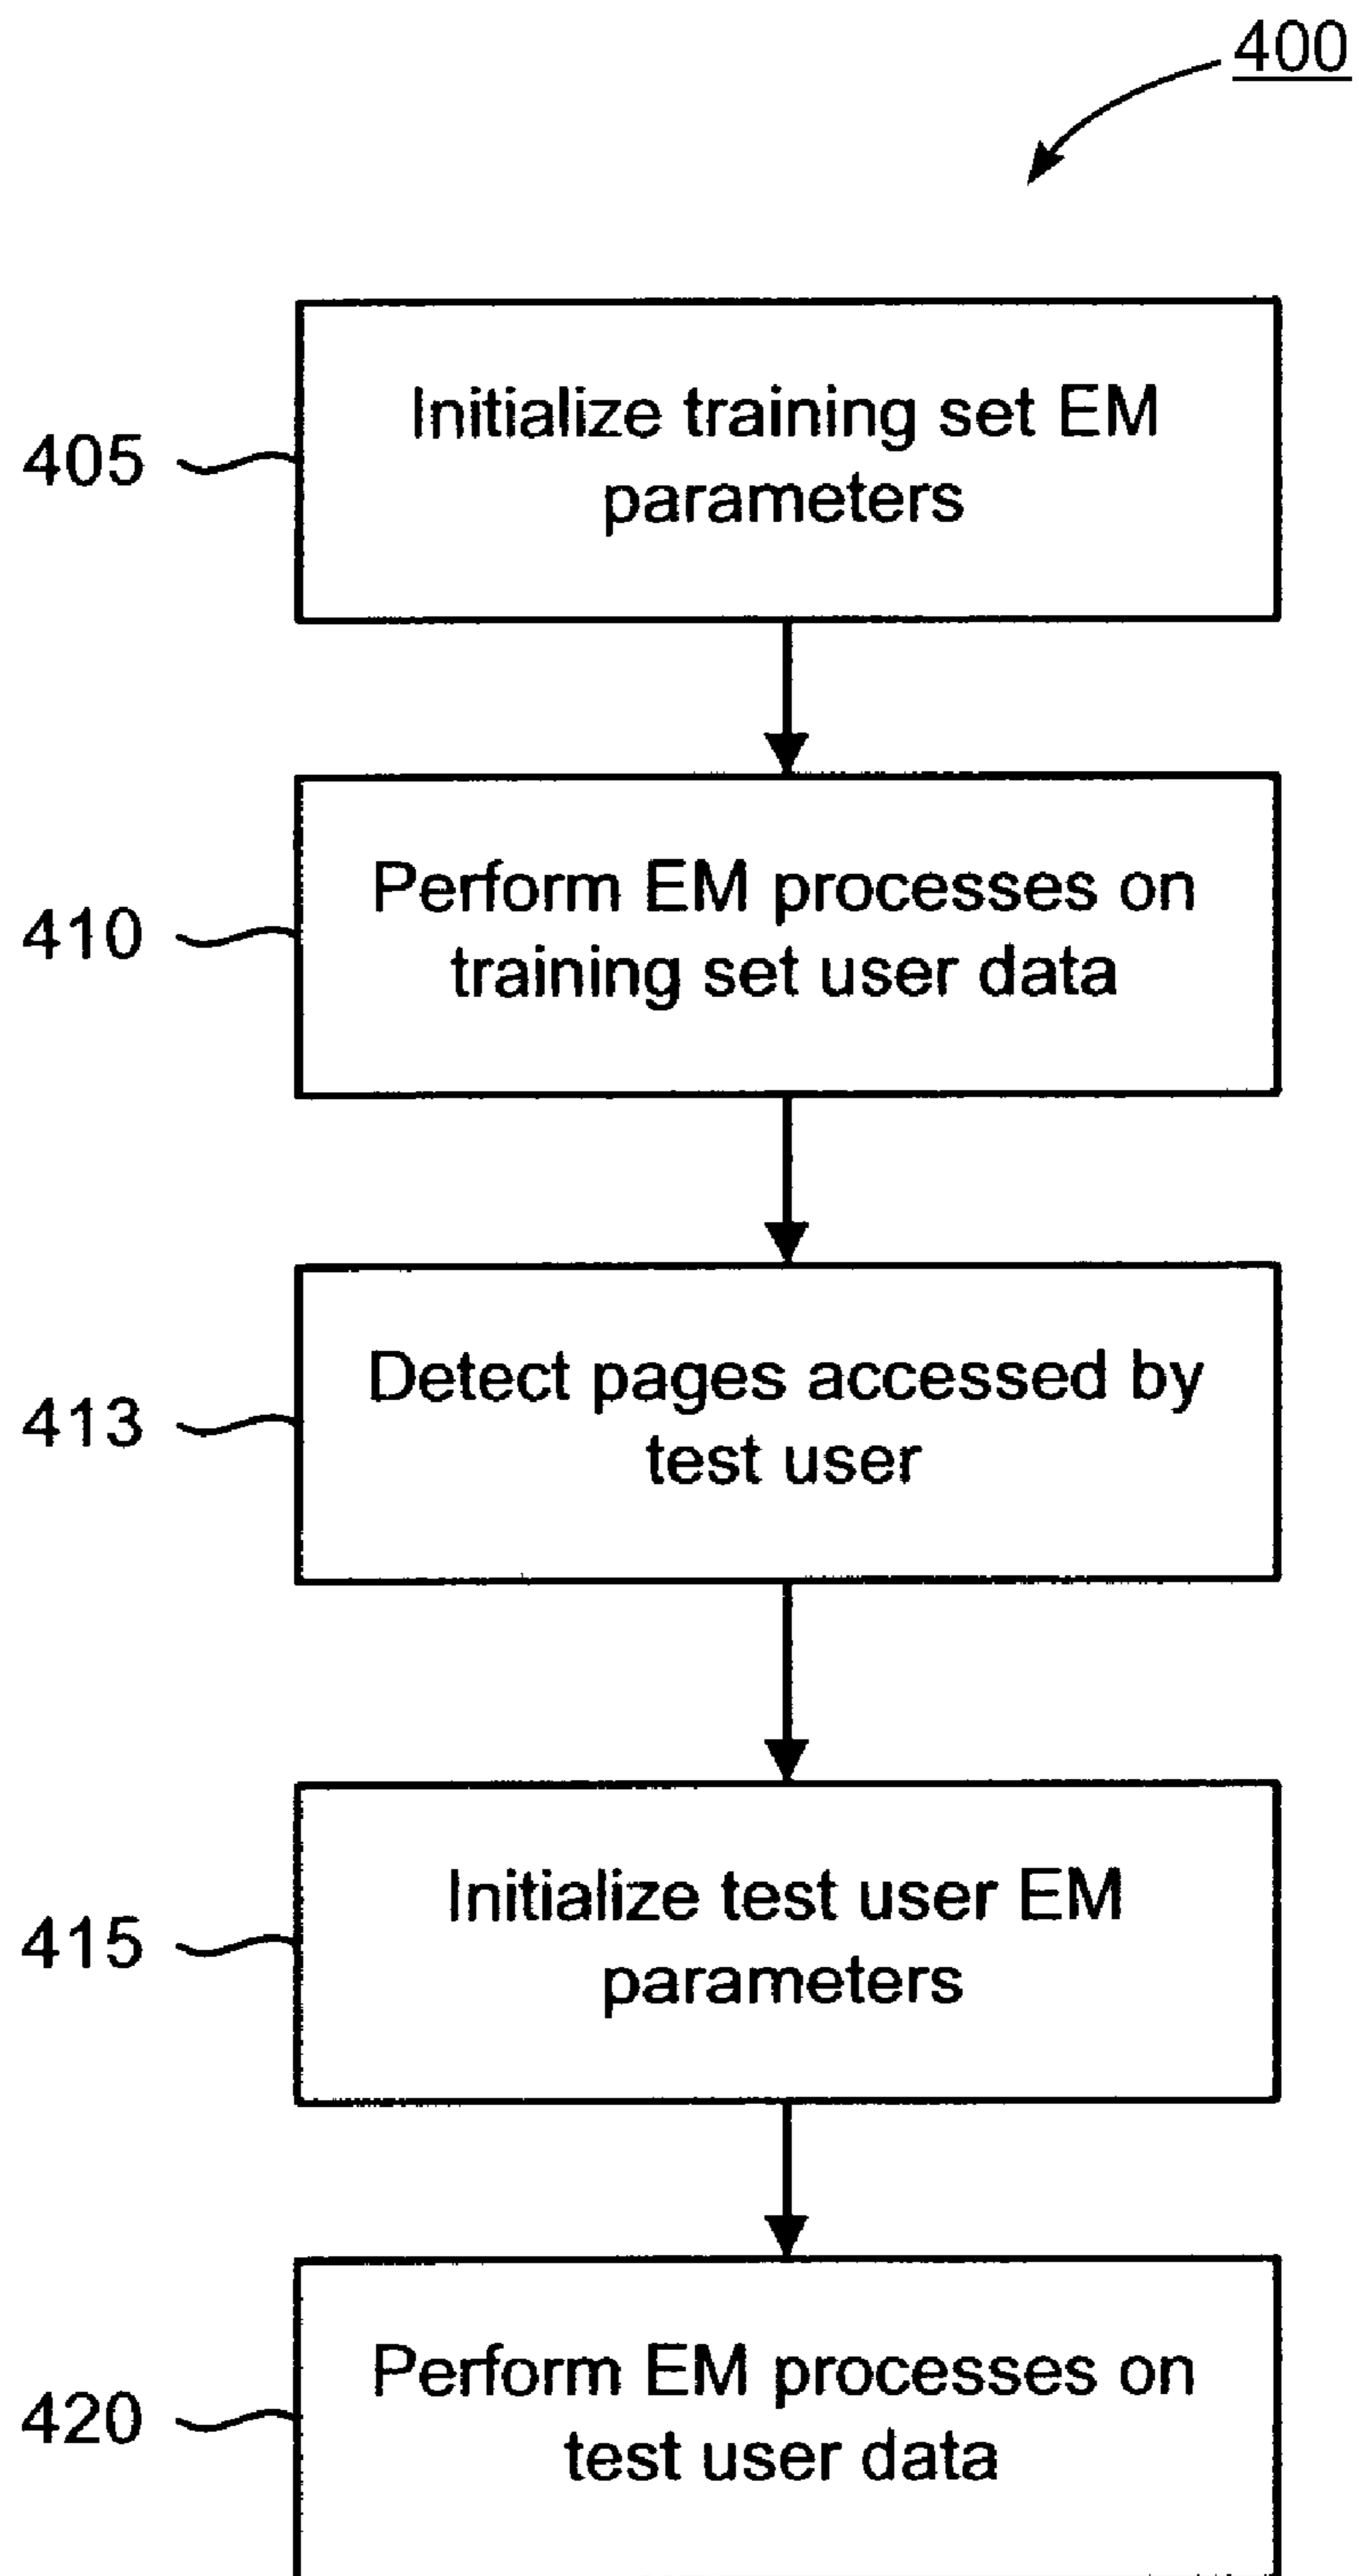 400
405
Initialize training set EM
parameters
410
Perform EM processes on
training set user data
413
Detect pages accessed by
test user
415
Initialize test user EM
parameters
420
Perform EM processes on
test user data